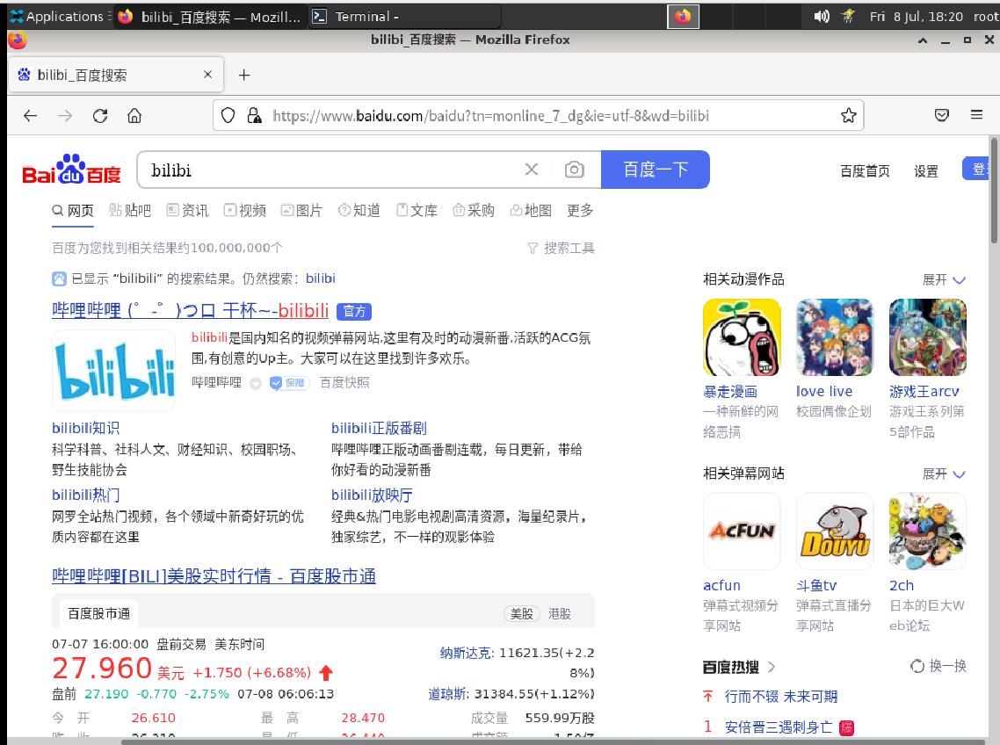 Applications
bilibi_百度搜索 — Mozill...
Terminal -
Fri 8 Jul, 18:20 root
bilibi_百度搜索 — Mozilla Firefox
bilibi_百度搜索
https://www.baidu.com/baidu?tn=monline_7_dg&ie=utf-8&wd=bilibi
Bai du 百度
bilibi
百度一下
百度首页 设置 登
网页 贴吧 资讯 视频 图片 知道 文库 采购 地图 更多
百度为您找到相关结果约100,000,000个
搜索工具
已显示 “bilibili” 的搜索结果。仍然搜索：bilibi
哔哩哔哩 (゜-゜)つロ 干杯~-bilibili 官方
bilibili
bilibili是国内知名的视频弹幕网站,这里有及时的动漫新番,活跃的ACG氛
围,有创意的Up主。大家可以在这里找到许多欢乐。
哔哩哔哩 保障 百度快照
bilibili知识
科学科普、社科人文、财经知识、校园职场、
野生技能协会
bilibili正版番剧
哔哩哔哩正版动画番剧连载，每日更新，带给
你好看的动漫新番
bilibili热门
网罗全站热门视频，各个领域中新奇好玩的优
质内容都在这里
bilibili放映厅
经典&热门电影电视剧高清资源，海量纪录片，
独家综艺，不一样的观影体验
哔哩哔哩[BILI]美股实时行情 - 百度股市通
百度股市通
美股 港股
07-07 16:00:00 盘前交易 美东时间
27.960 美元 +1.750 (+6.68%)
盘前 27.190 -0.770 -2.75% 07-08 06:06:13
纳斯达克: 11621.35(+2.2
8%)
道琼斯: 31384.55(+1.12%)
今 开 26.610 最 高 28.470 成交量 559.99万股
相关动漫作品 展开
暴走漫画
一种新鲜的网
络恶搞
love live
校园偶像企划
游戏王arcv
游戏王系列第
5部作品
相关弹幕网站 展开
ACFUN
DOUYU
acfun
弹幕式视频分
享网站
斗鱼tv
弹幕式直播分
享网站
2ch
日本的巨大W
eb论坛
百度热搜 换一换
行而不辍 未来可期
1 安倍晋三遇刺身亡 爆